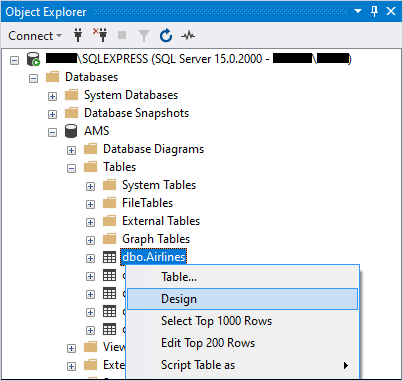 Object Explorer
Connect
\SQLEXPRESS (SQL Server 15.0.2000 - \ )
Databases
System Databases
Database Snapshots
AMS
Database Diagrams
Tables
System Tables
FileTables
External Tables
Graph Tables
dbo.Airlines
Table...
Design
Select Top 1000 Rows
Edit Top 200 Rows
Script Table as